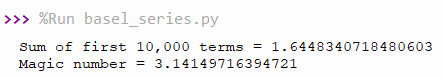 >>> %Run basel_series.py
Sum of first 10,000 terms = 1.6448340718480603
Magic number = 3.14149716394721